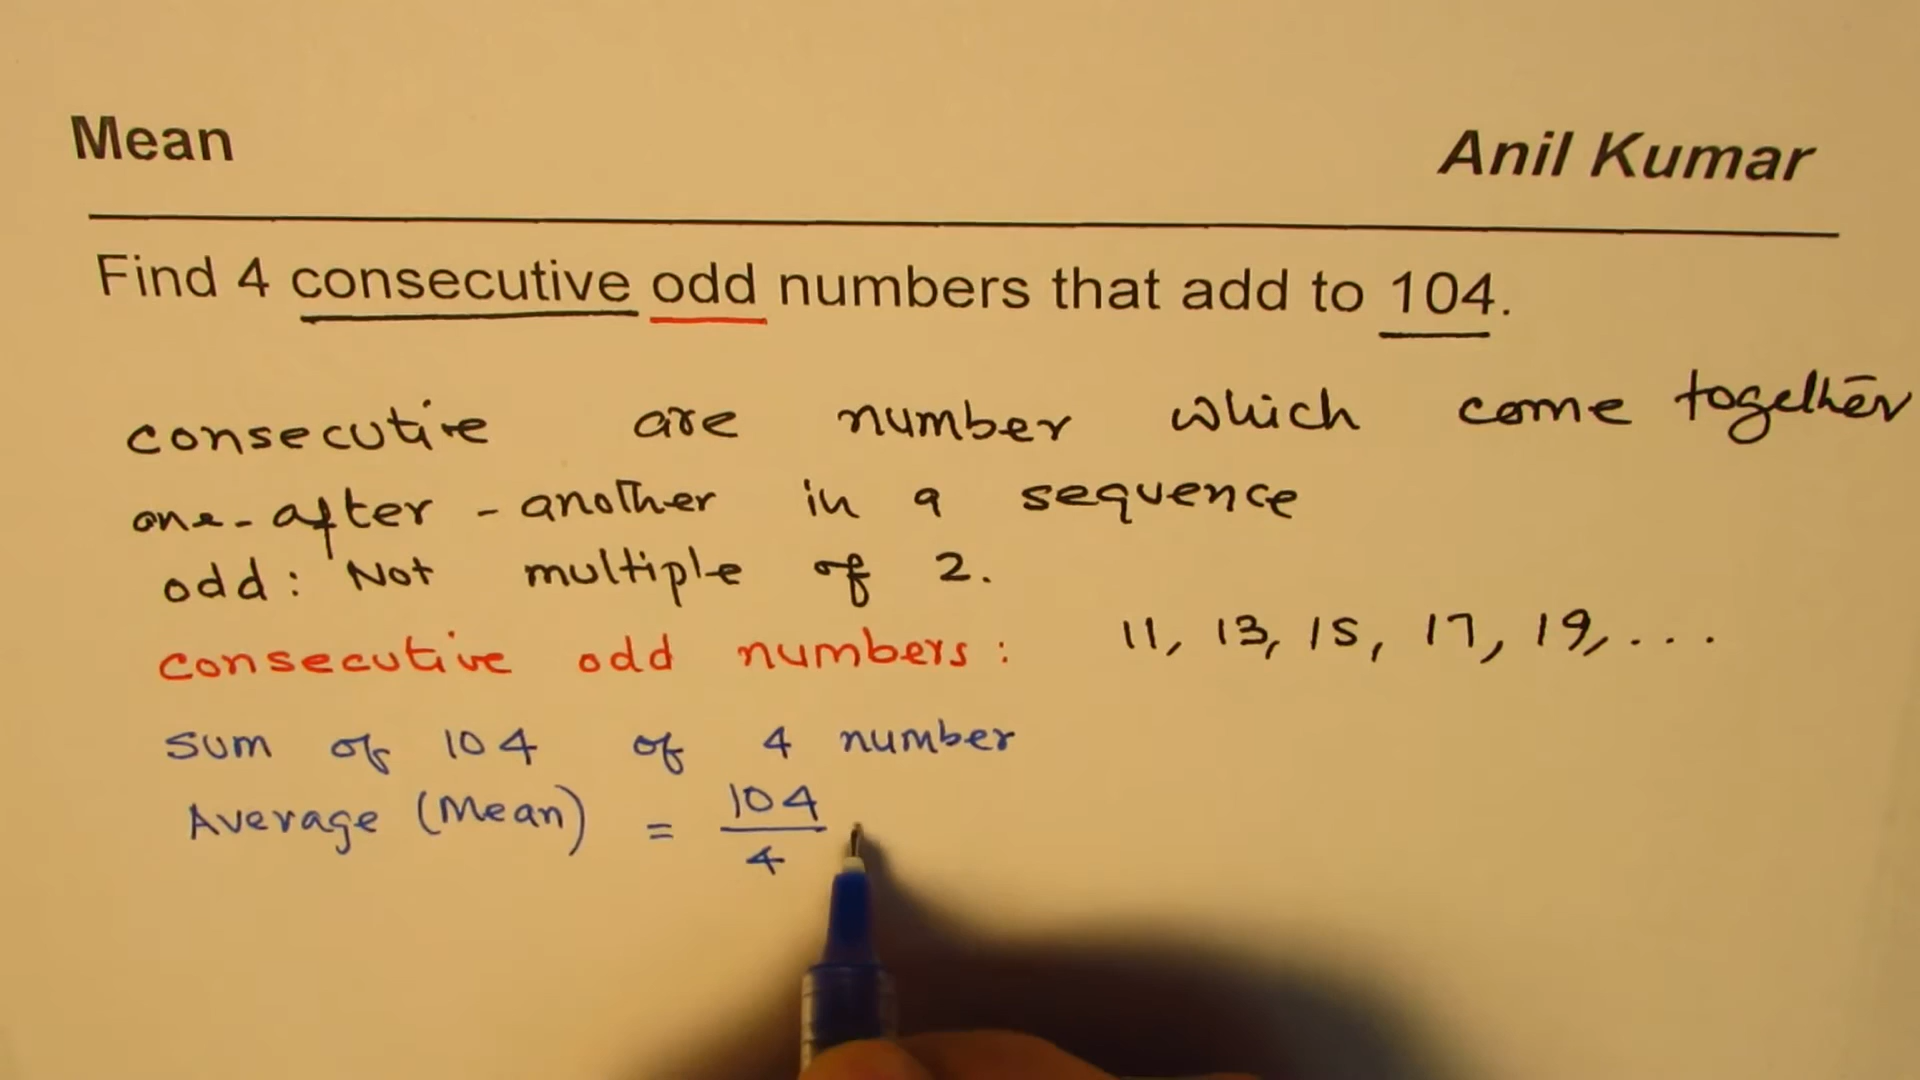 Mean
Anil Kumar
Find 4 consecutive odd numbers that add to 104.
consecutive are number which come together
one-after-another in a sequence
odd: Not multiple of 2.
consecutive odd numbers: 11, 13, 15, 17, 19, ...
Sum of 104 of 4 number
Average (Mean) = 104/4